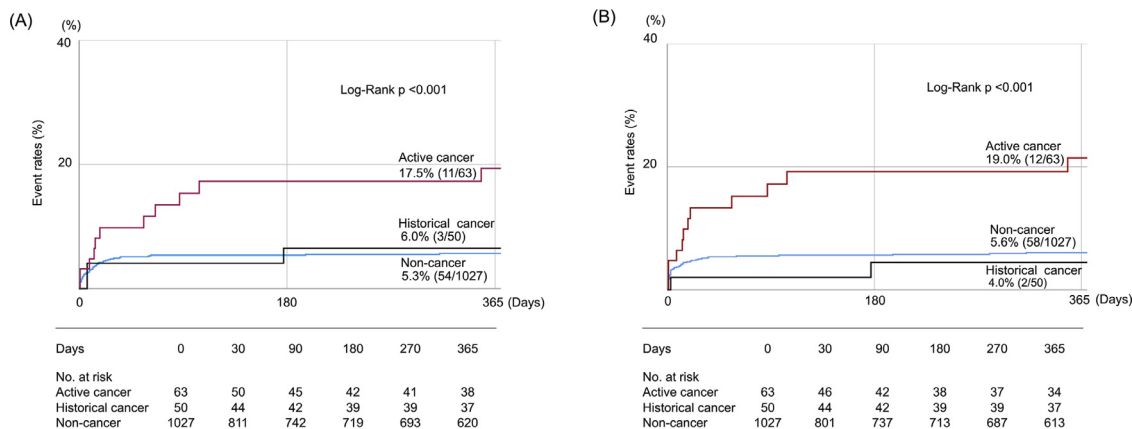 (A)
(%)
40
Event rates (%)
Log-Rank p <0.001
20
Active cancer
17.5% (11/63)
Historical cancer
6.0% (3/50)
Non-cancer
5.3% (54/1027)
0 180 365 (Days)
Days 0 30 90 180 270 365
No. at risk
Active cancer 63 50 45 42 41 38
Historical cancer 50 44 42 39 39 37
Non-cancer 1027 811 742 719 693 620
(B)
(%)
40
Event rates (%)
Log-Rank p <0.001
20
Active cancer
19.0% (12/63)
Non-cancer
5.6% (58/1027)
Historical cancer
4.0% (2/50)
0 180 365 (Days)
Days 0 30 90 180 270 365
No. at risk
Active cancer 63 46 42 38 37 34
Historical cancer 50 44 42 39 39 37
Non-cancer 1027 801 737 713 687 613